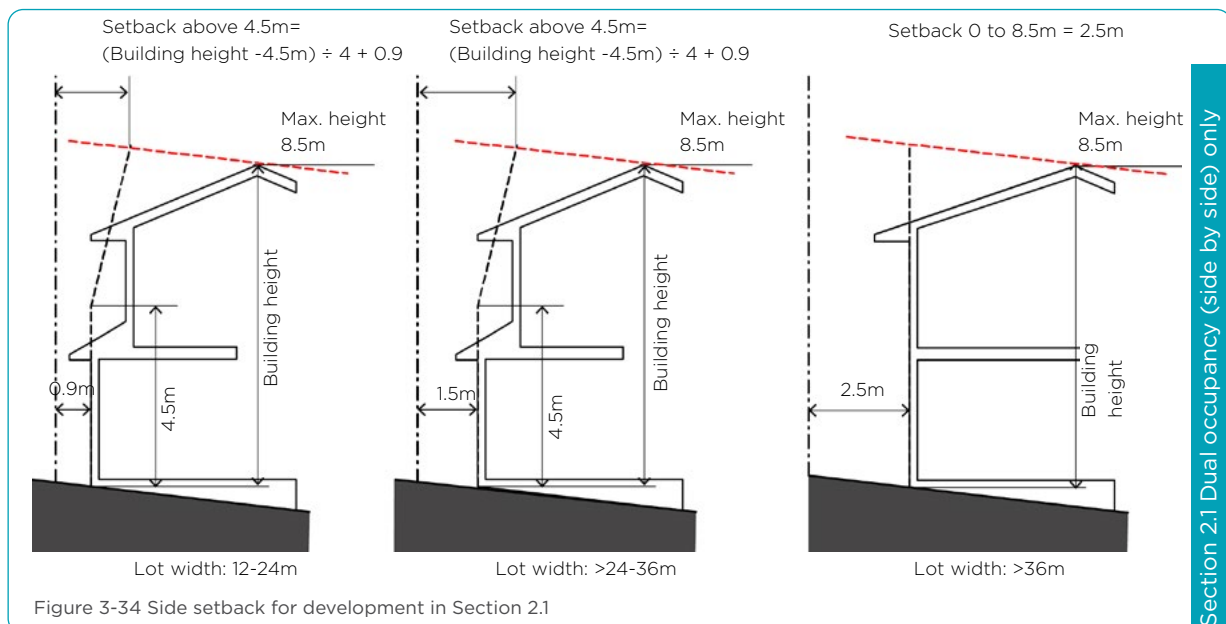 Setback above 4.5m=
(Building height -4.5m) ÷ 4 + 0.9
Max. height
8.5m
Building height
0.9m
4.5m
Lot width: 12-24m
Setback above 4.5m=
(Building height -4.5m) ÷ 4 + 0.9
Max. height
8.5m
Building height
1.5m
4.5m
Lot width: >24-36m
Setback 0 to 8.5m = 2.5m
Max. height
8.5m
2.5m
Building
height
Lot width: >36m
Figure 3-34 Side setback for development in Section 2.1
Section 2.1 Dual occupancy (side by side) only